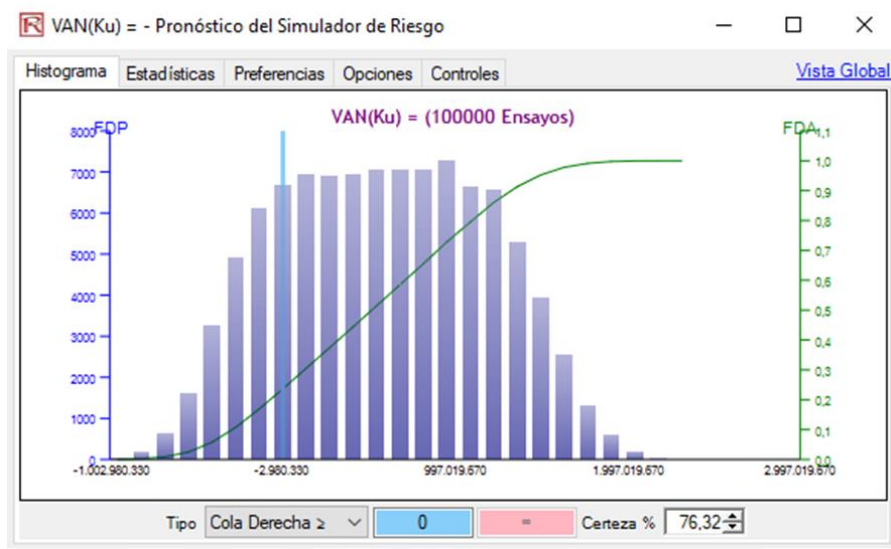 VAN(Ku) = - Pronóstico del Simulador de Riesgo
Histograma Estadísticas Preferencias Opciones Controles Vista Global
VAN(Ku) = (100000 Ensayos)
FDP FDA
8000 1,1
7000 1,0
6000 0,9
5000 0,8
4000 0,7
3000 0,6
2000 0,5
1000 0,4
0 0,3
0,2
0,1
0,0
-1.002.980.330 -2.980.330 997.019.670 1.997.019.670 2.997.019.670
Tipo Cola Derecha ≥ 0 ∞ Certeza % 76,32